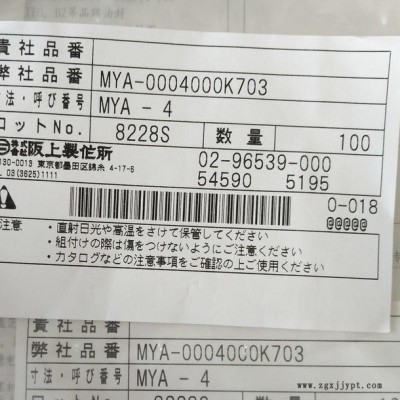 貴社品番
弊社品番 MYA-0004000K703
寸法・呼び番号 MYA - 4
ロットNo. 8228S 数量 100
株式会社 阪上製作所 02-96539-000
130-0013 東京都墨田区錦糸 4-17-6 54590 5195
TEL 03(3625)1111
0-018
@@@@@
注意
・直射日光や高温をさけて保管してください
・組付けの際は傷をつけないようにご注意ください
・カタログなどの注意事項をご確認の上ご使用ください
貴社品番
弊社品番 MYA-0004000K703
寸法・呼び番号 MYA - 4
www.zgxjjypt.com